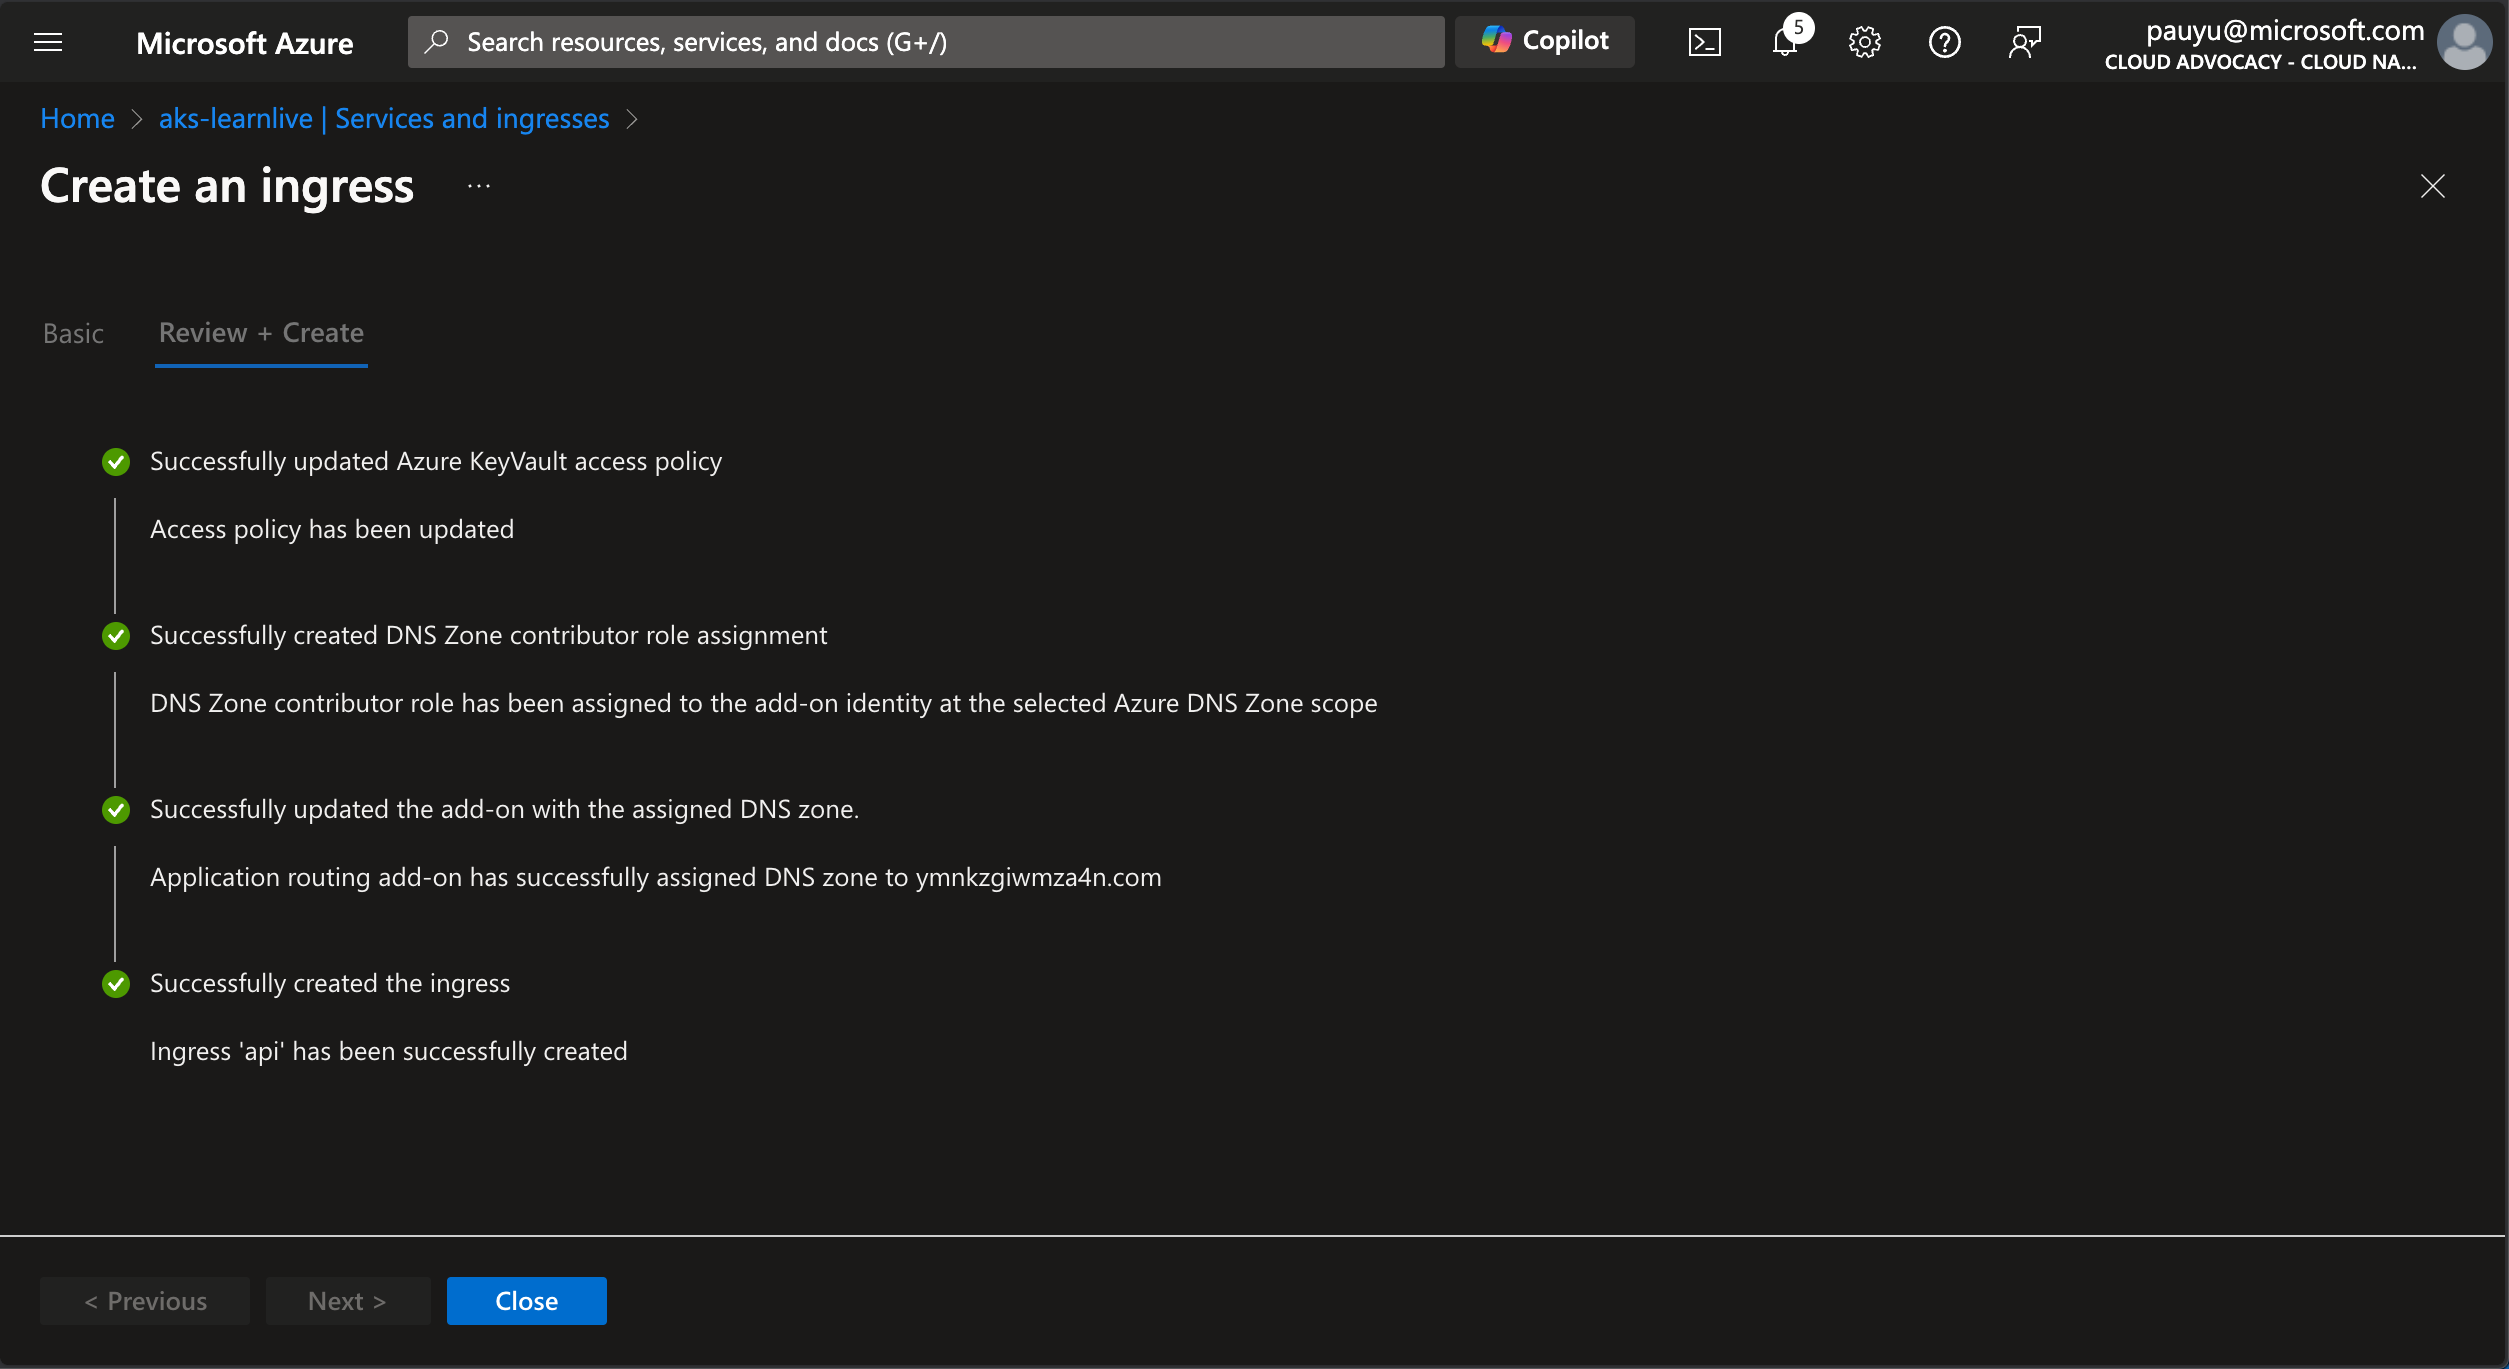 Microsoft Azure
Search resources, services, and docs (G+/)
Copilot
5
pauyu@microsoft.com
CLOUD ADVOCACY - CLOUD NA...
Home > aks-learnlive | Services and ingresses >
Create an ingress ...
Basic
Review + Create
Successfully updated Azure KeyVault access policy
Access policy has been updated
Successfully created DNS Zone contributor role assignment
DNS Zone contributor role has been assigned to the add-on identity at the selected Azure DNS Zone scope
Successfully updated the add-on with the assigned DNS zone.
Application routing add-on has successfully assigned DNS zone to ymnkzgiwmza4n.com
Successfully created the ingress
Ingress 'api' has been successfully created
< Previous
Next >
Close